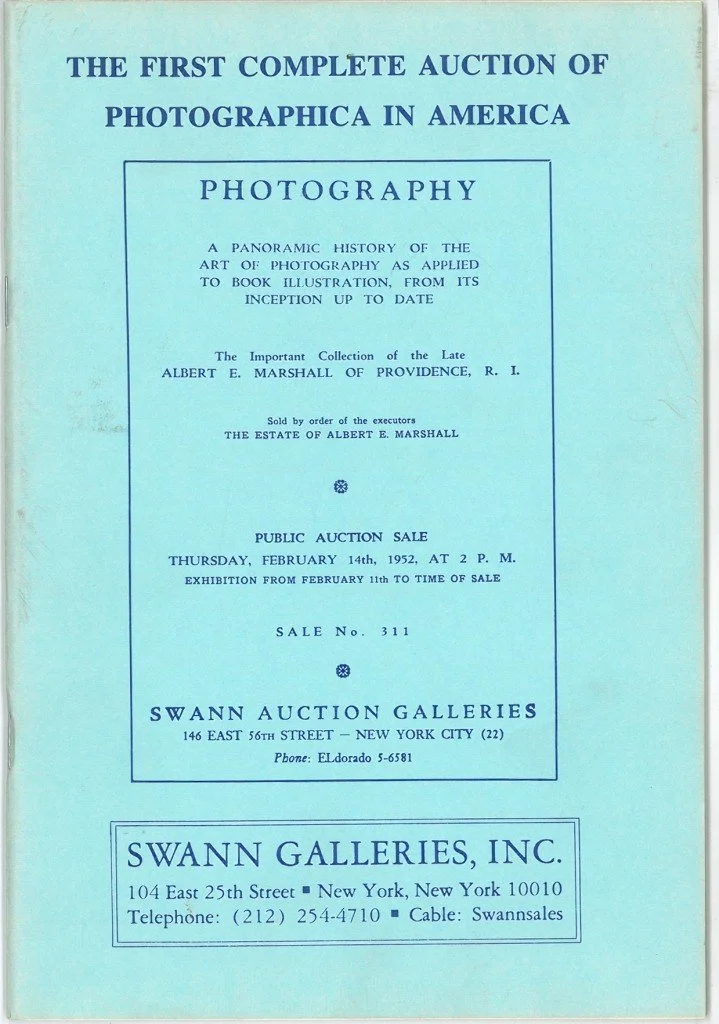 THE FIRST COMPLETE AUCTION OF
PHOTOGRAPHICA IN AMERICA
PHOTOGRAPHY
A PANORAMIC HISTORY OF THE
ART OF PHOTOGRAPHY AS APPLIED
TO BOOK ILLUSTRATION, FROM ITS
INCEPTION UP TO DATE
The Important Collection of the Late
ALBERT E. MARSHALL OF PROVIDENCE, R. I.
Sold by order of the executors
THE ESTATE OF ALBERT E. MARSHALL
PUBLIC AUCTION SALE
THURSDAY, FEBRUARY 14th, 1952, AT 2 P. M.
EXHIBITION FROM FEBRUARY 11th TO TIME OF SALE
SALE No. 311
SWANN AUCTION GALLERIES
146 EAST 56TH STREET — NEW YORK CITY (22)
Phone: ELdorado 5-6581
SWANN GALLERIES, INC.
104 East 25th Street ■ New York, New York 10010
Telephone: (212) 254-4710 ■ Cable: Swannsales